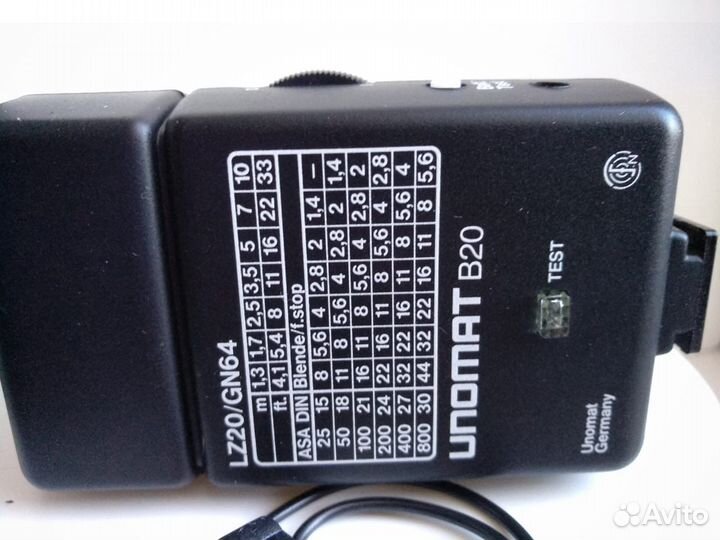 LZ20/GN64
m 1,3 1,7 2,5 3,5 5 7 10
ft. 4,1 5,4 8 11 16 22 33
ASA DIN Blende/f.stop
25 15 8 5,6 4 2,8 2 1,4 –
50 18 11 8 5,6 4 2,8 2 1,4
100 21 16 11 8 5,6 4 2,8 2
200 24 22 16 11 8 5,6 4 2,8
400 27 32 22 16 11 8 5,6 4
800 30 44 32 22 16 11 8 5,6
UNOMAT B20
TEST
Unomat
Germany
Avito